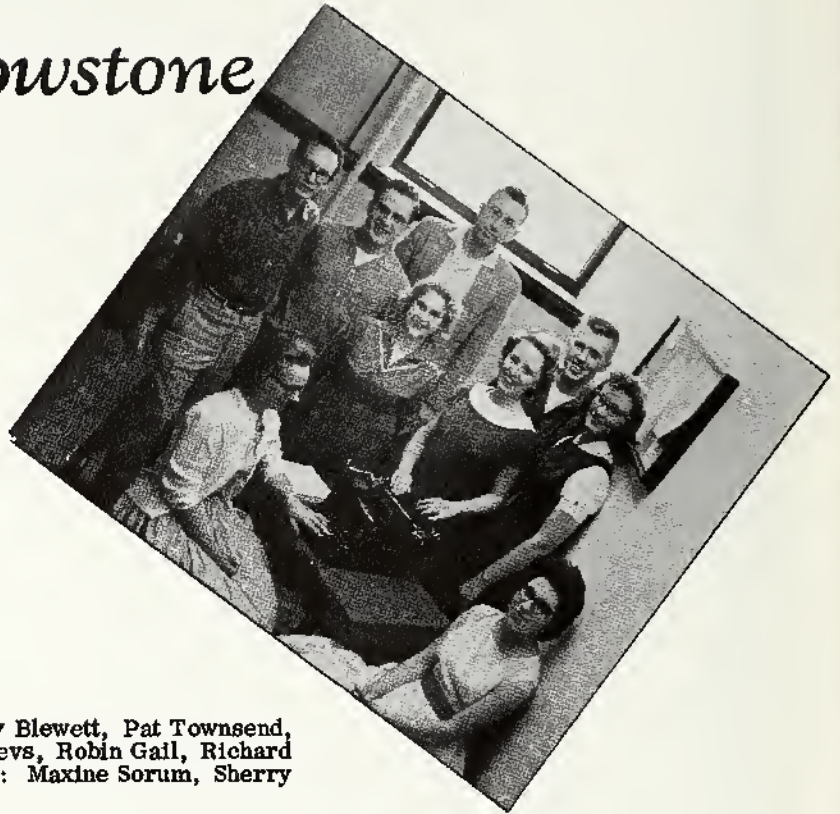 owstone
y Blewett, Pat Townsend,
evs, Robin Gail, Richard
: Maxine Sorum, Sherry